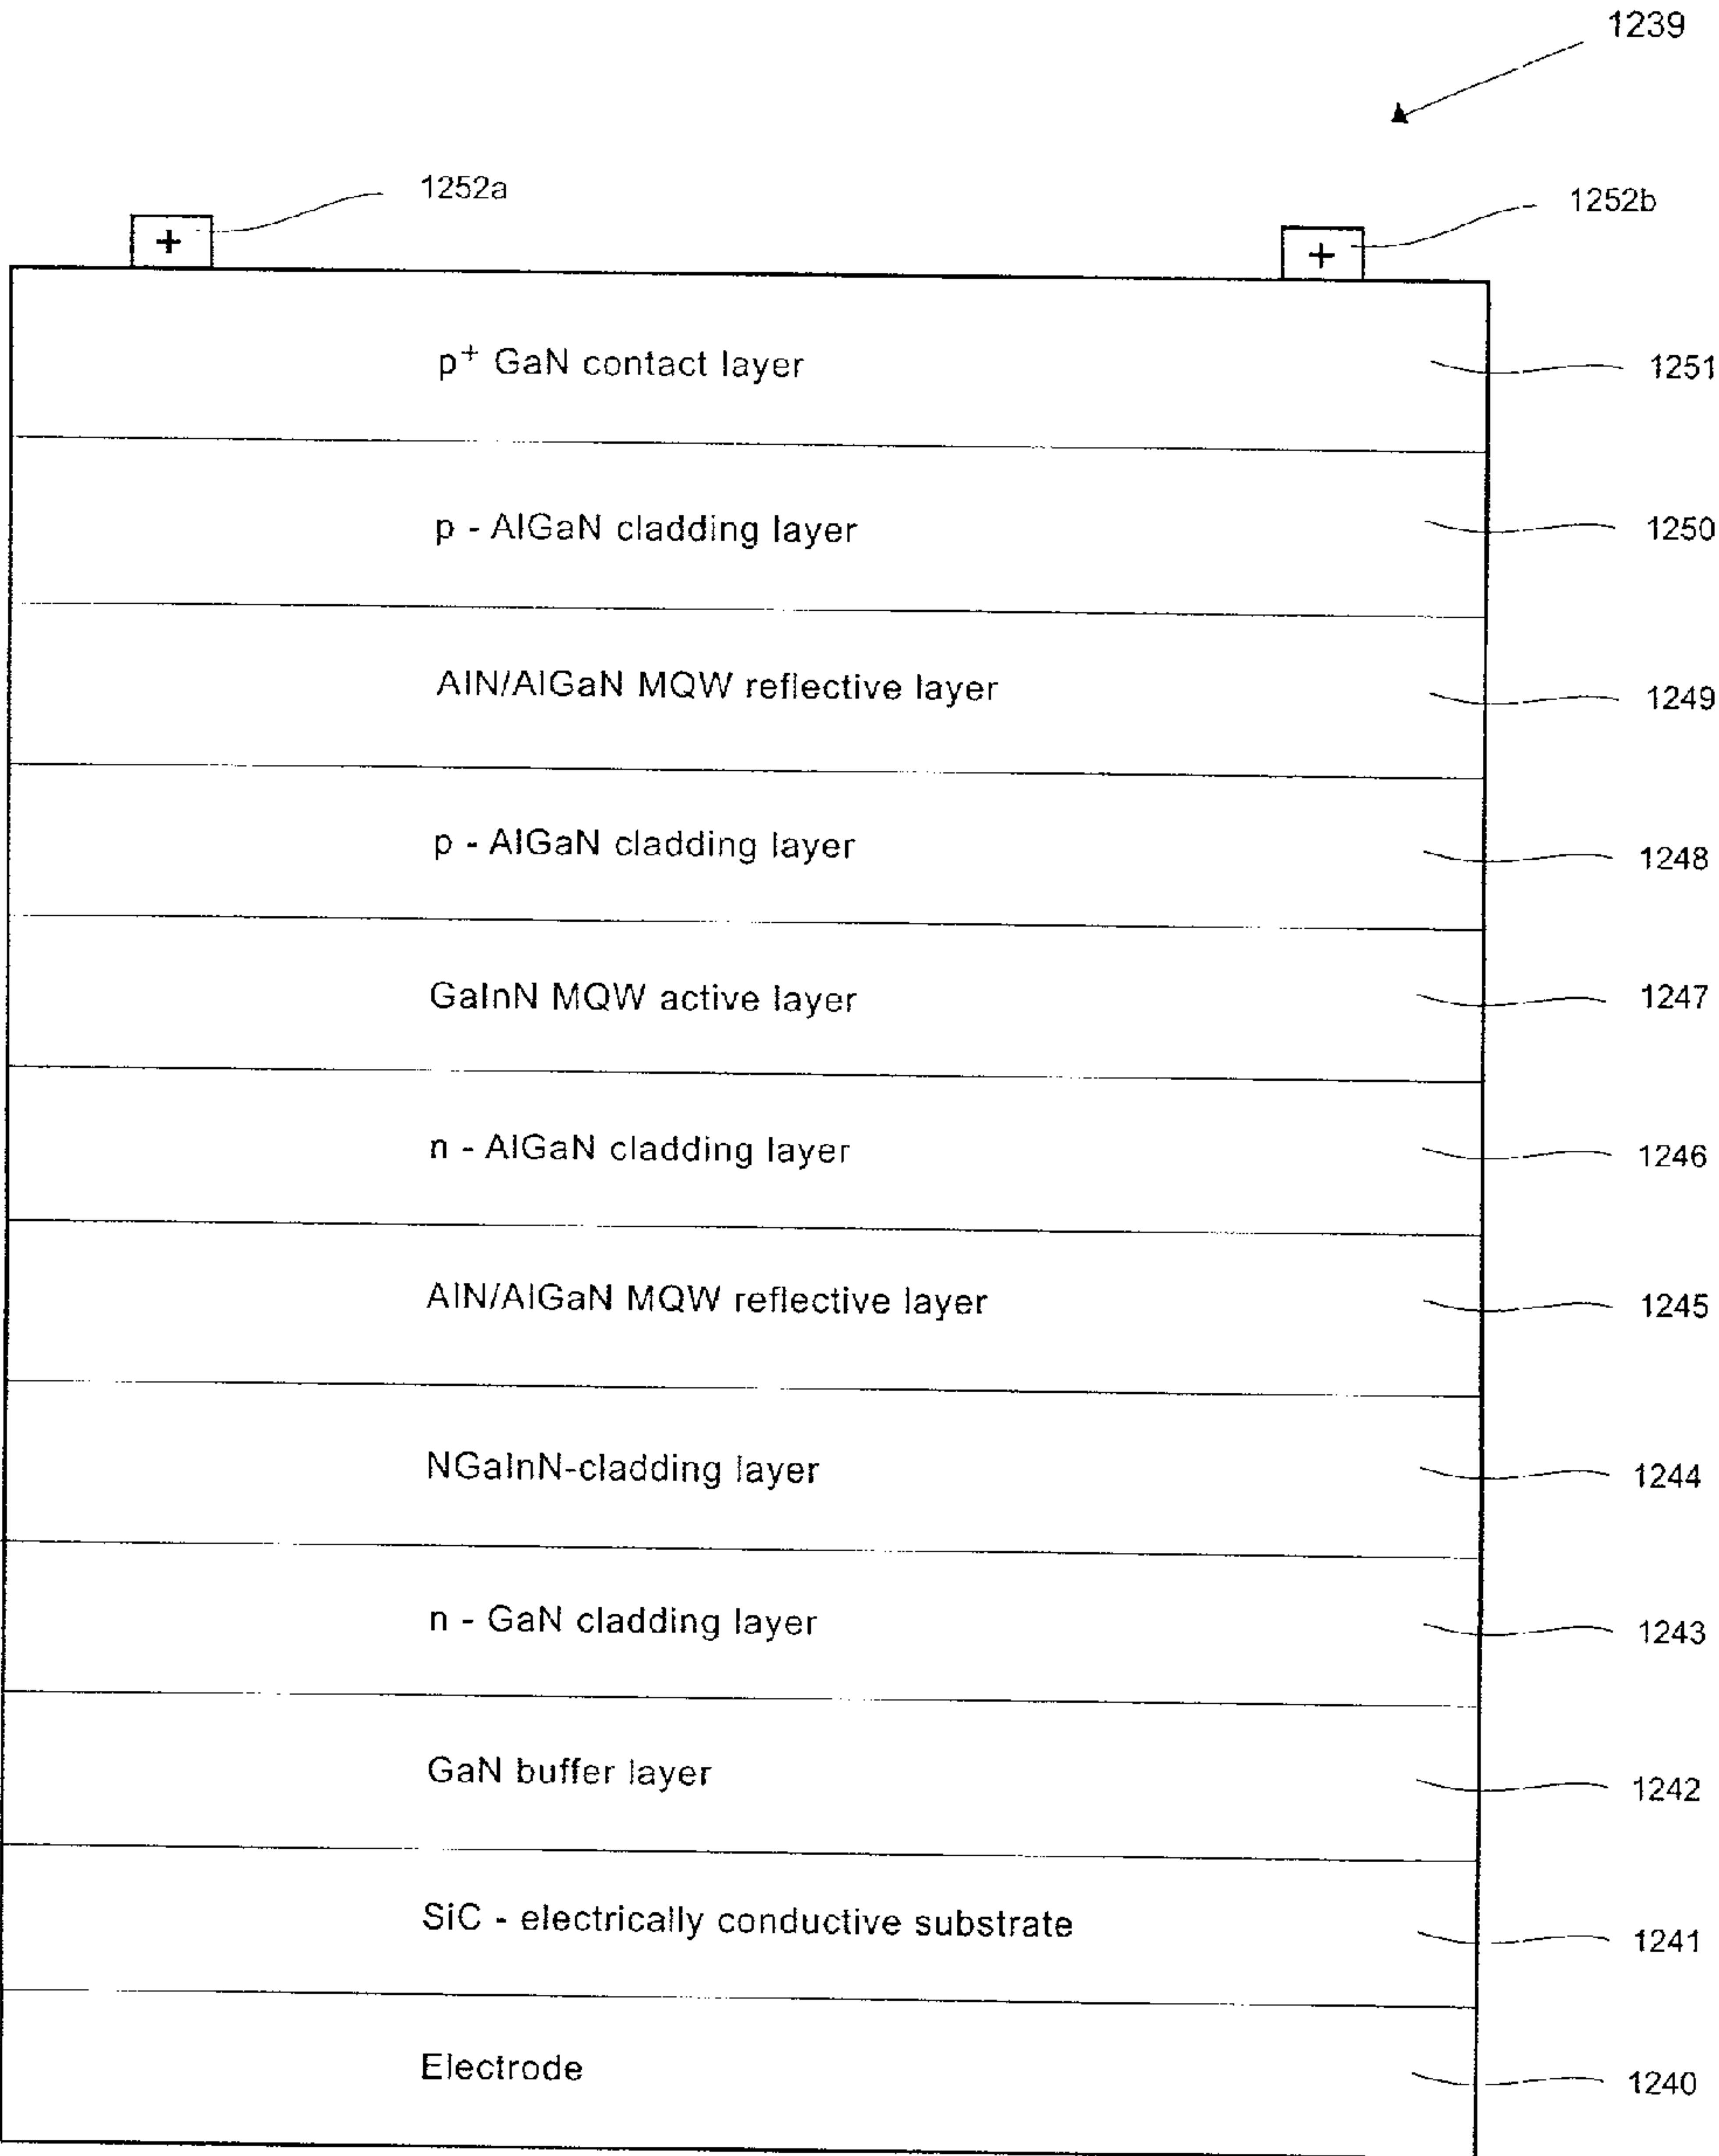 1239
1252a
1252b
+
+
p+ GaN contact layer 1251
p - AlGaN cladding layer 1250
AlN/AlGaN MQW reflective layer 1249
p - AlGaN cladding layer 1248
GaInN MQW active layer 1247
n - AlGaN cladding layer 1246
AlN/AlGaN MQW reflective layer 1245
NGaInN-cladding layer 1244
n - GaN cladding layer 1243
GaN buffer layer 1242
SiC - electrically conductive substrate 1241
Electrode 1240